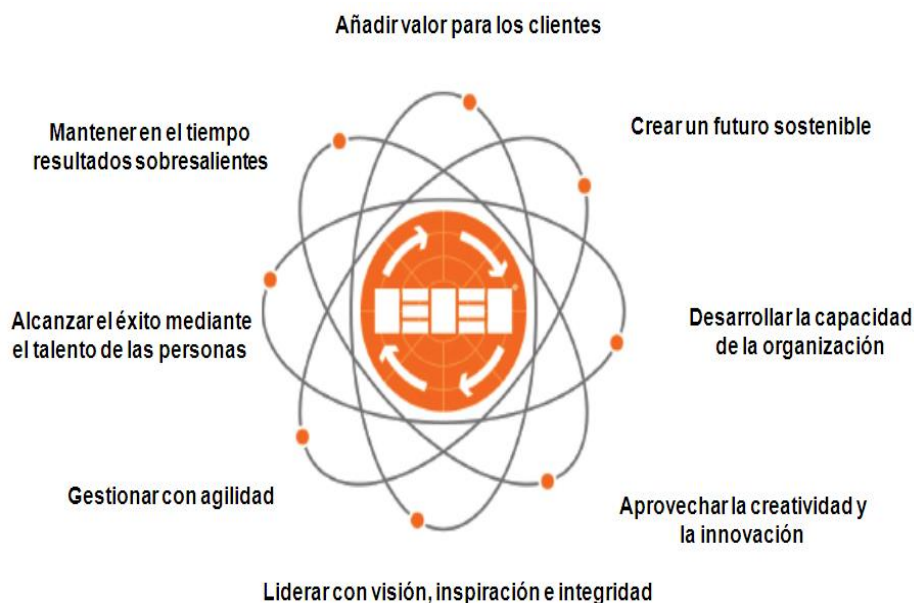 Añadir valor para los clientes
Crear un futuro sostenible
Desarrollar la capacidad
de la organización
Aprovechar la creatividad y
la innovación
Liderar con visión, inspiración e integridad
Gestionar con agilidad
Alcanzar el éxito mediante
el talento de las personas
Mantener en el tiempo
resultados sobresalientes